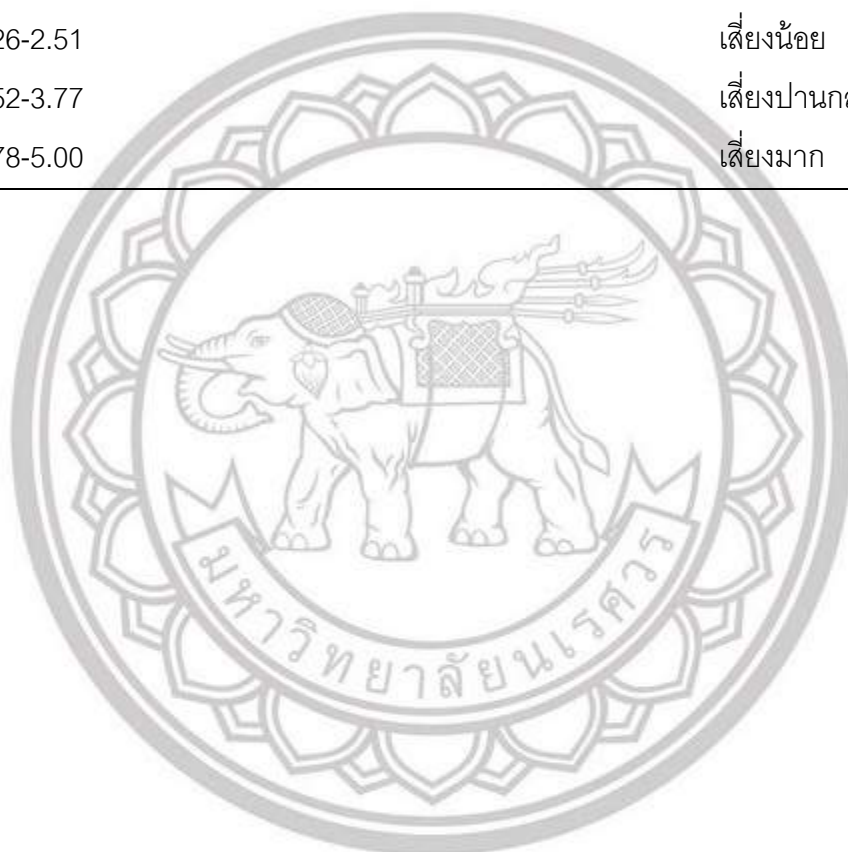 26-2.51 เสี่ยงน้อย
52-3.77 เสี่ยงปานกล
78-5.00 เสี่ยงมาก
มหาวิทยาลัยนเรศวร